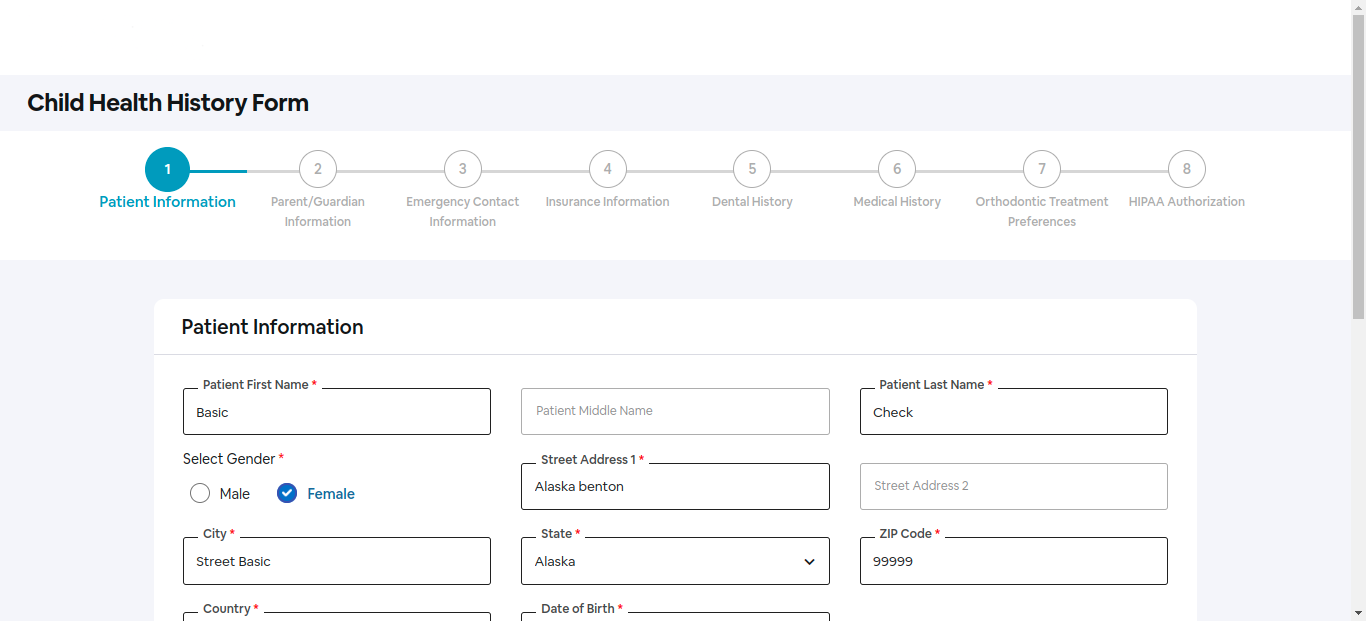 Child Health History Form
1 2 3 4 5 6 7 8
Patient Information Parent/Guardian Emergency Contact Insurance Information Dental History Medical History Orthodontic Treatment HIPAA Authorization
Information Information Preferences
Patient Information
Patient First Name * Patient Last Name *
Basic Patient Middle Name Check
Select Gender * Street Address 1 *
Male Female Alaska benton Street Address 2
City * State * ZIP Code *
Street Basic Alaska 99999
Country * Date of Birth *